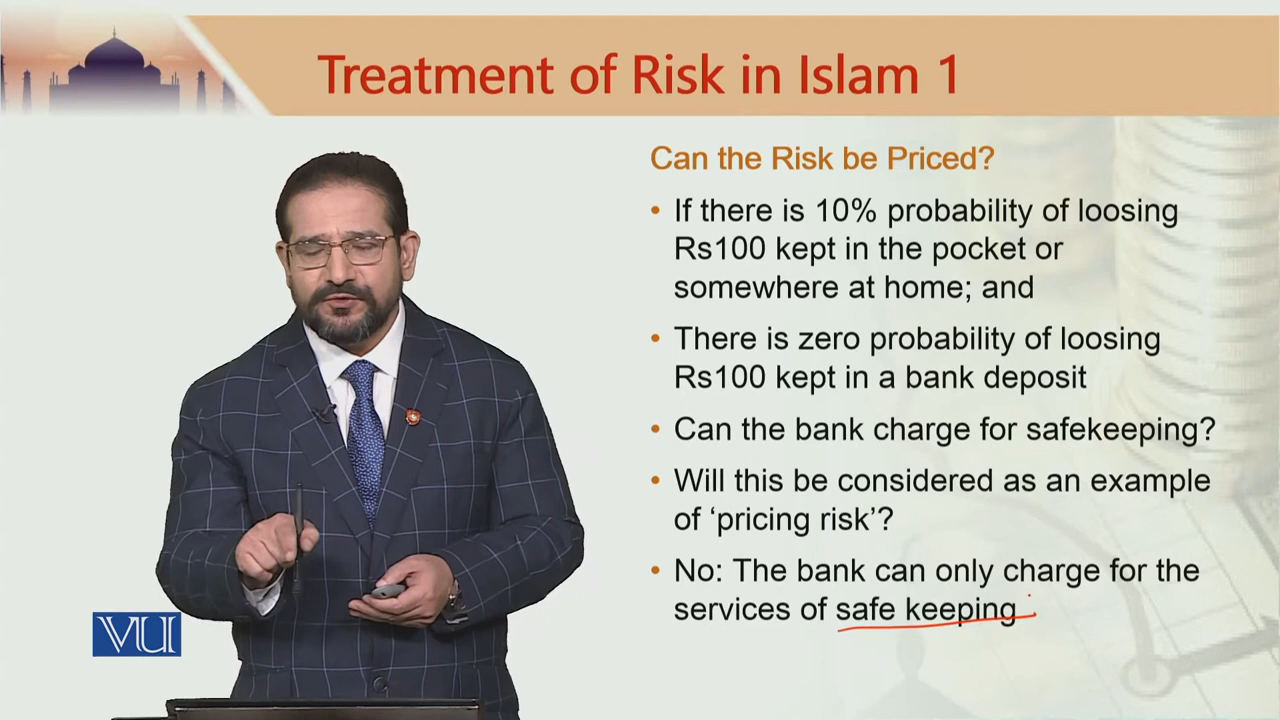 Treatment of Risk in Islam 1
Can the Risk be Priced?
• If there is 10% probability of loosing
Rs100 kept in the pocket or
somewhere at home; and
• There is zero probability of loosing
Rs100 kept in a bank deposit
• Can the bank charge for safekeeping?
• Will this be considered as an example
of ‘pricing risk’?
• No: The bank can only charge for the
services of safe keeping
VU